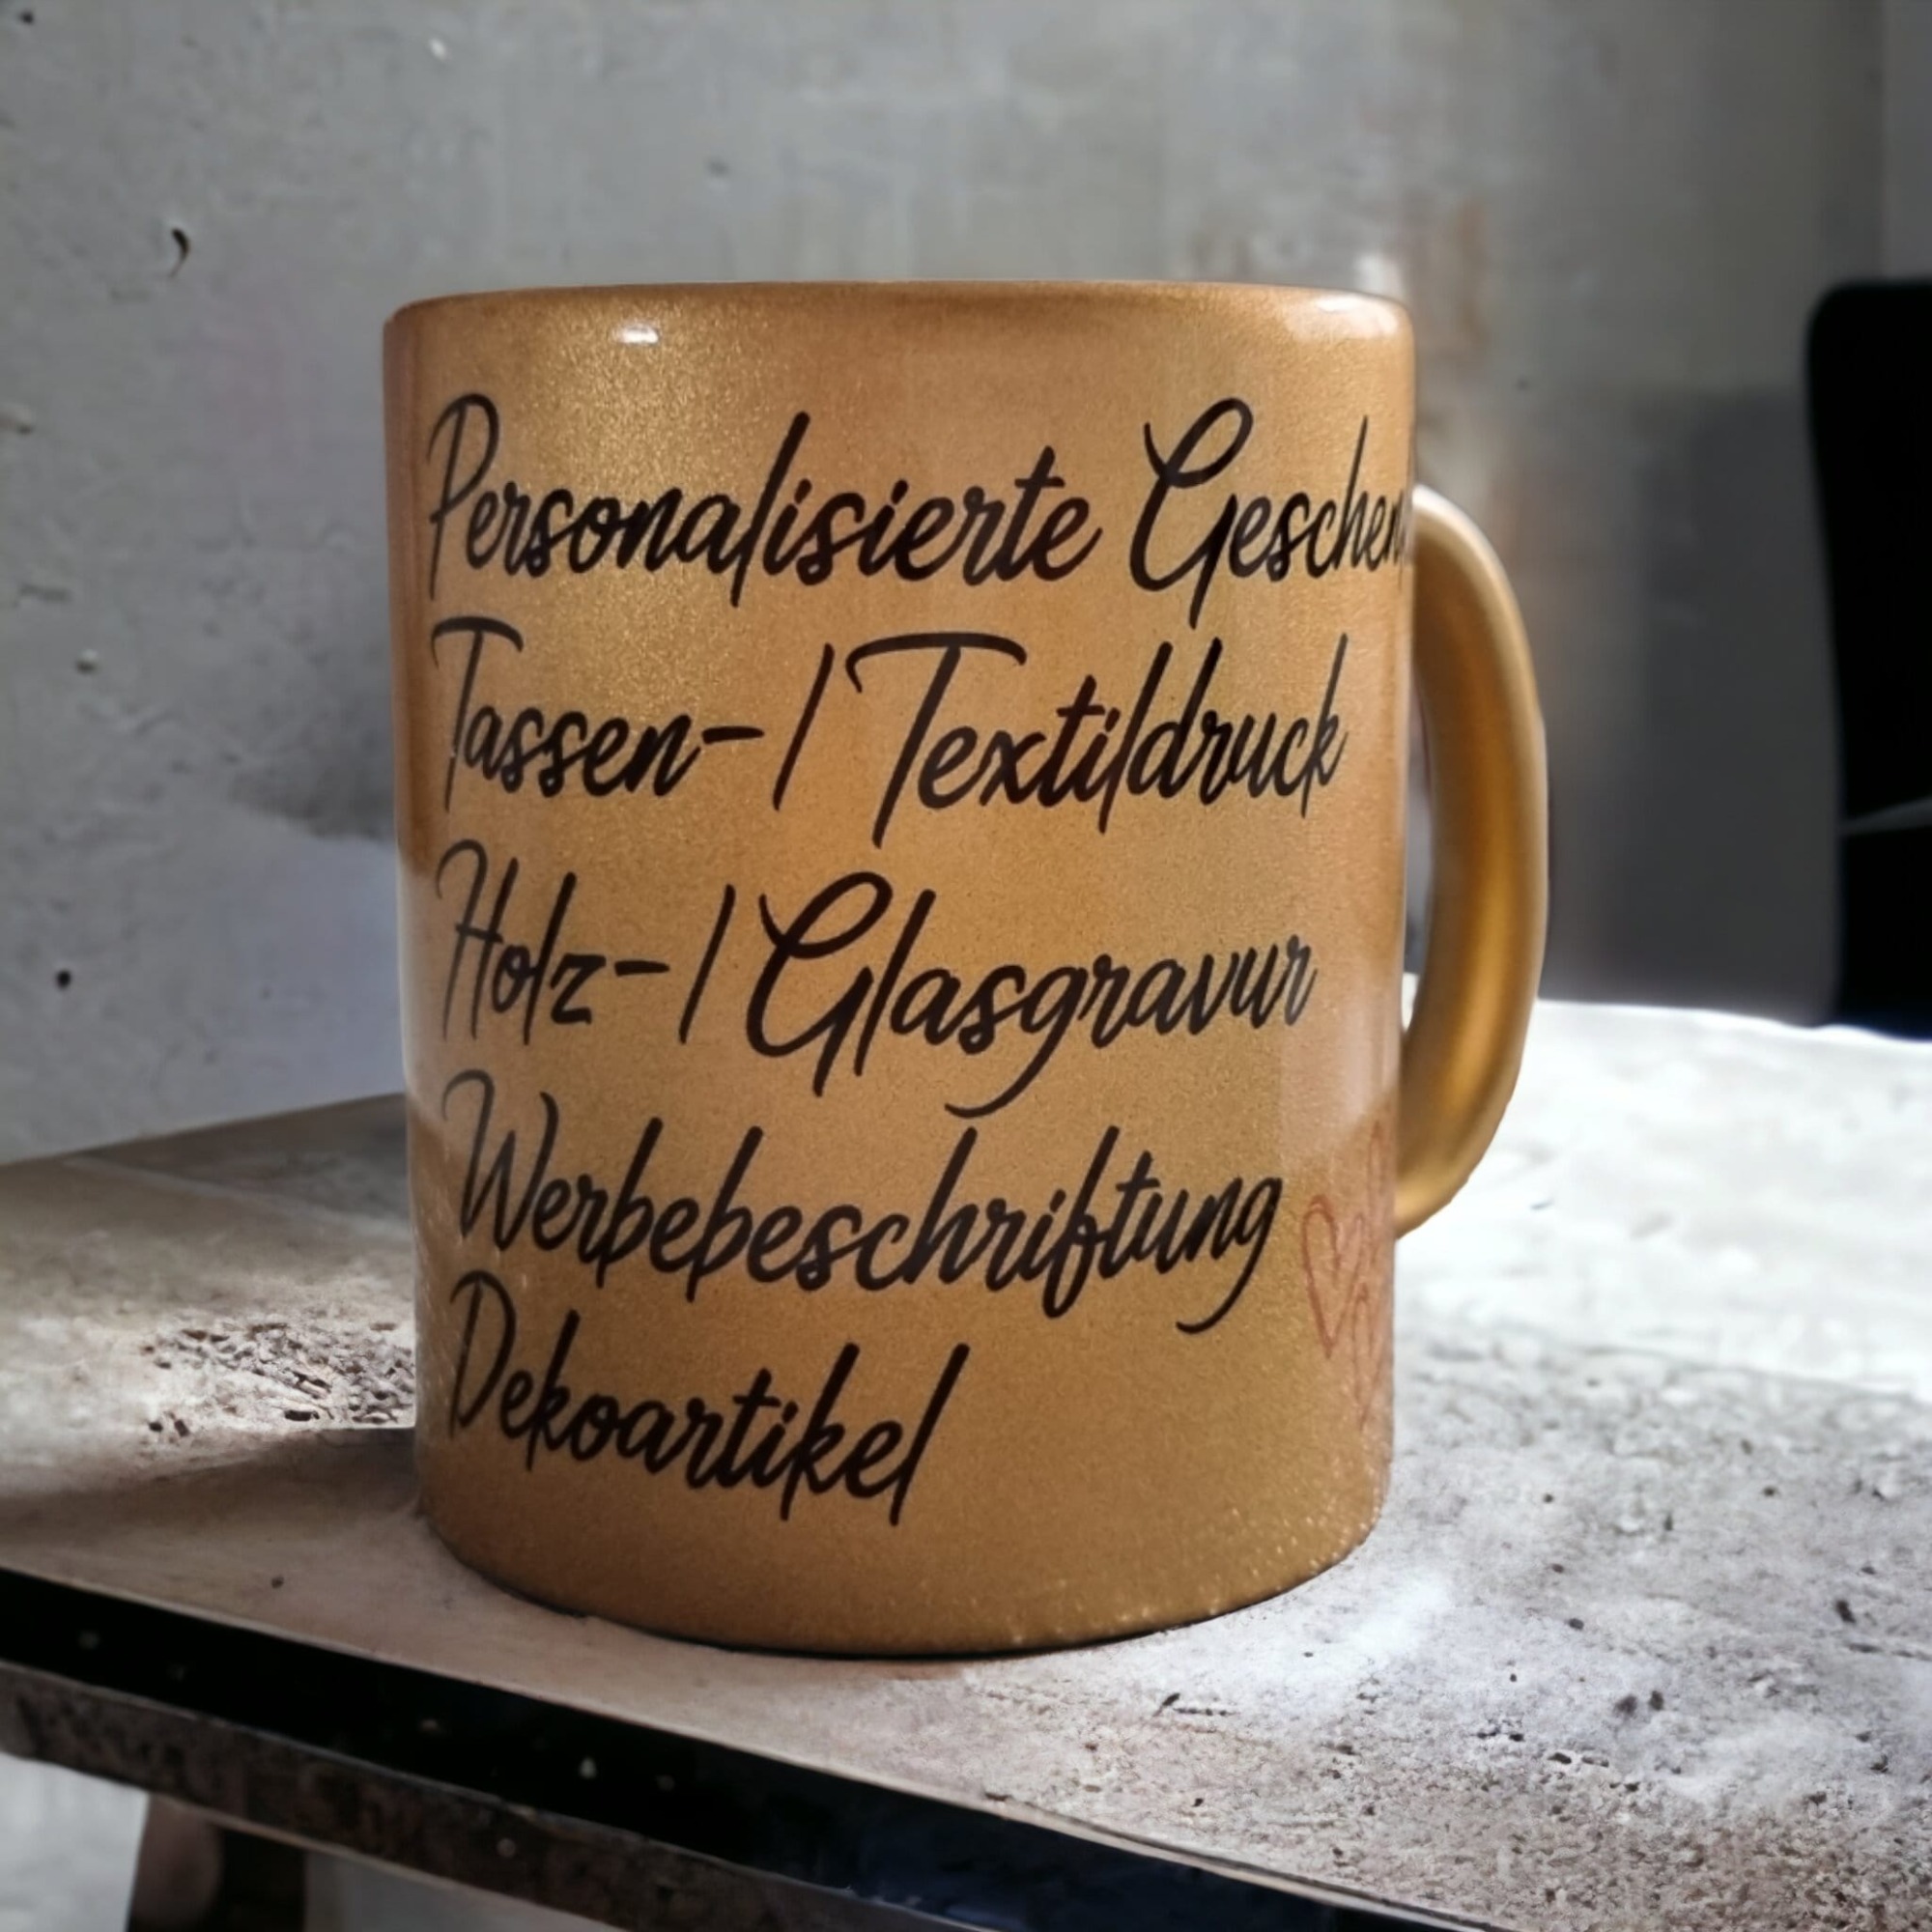 Personalisierte Geschen
Tassen-/Textildruck
Holz-/Glasgravur
Werbebeschriftung
Dekoartikel